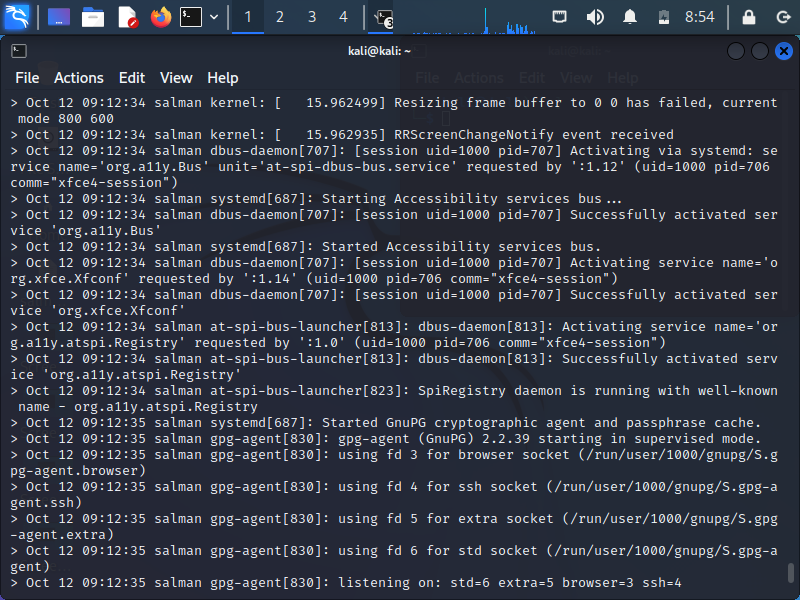 1 2 3 4 3 8:54
kali@kali: ~
File Actions Edit View Help
> Oct 12 09:12:34 salman kernel: [   15.962499] Resizing frame buffer to 0 0 has failed, current
 mode 800 600
> Oct 12 09:12:34 salman kernel: [   15.962935] RRScreenChangeNotify event received
> Oct 12 09:12:34 salman dbus-daemon[707]: [session uid=1000 pid=707] Activating via systemd: se
rvice name='org.a11y.Bus' unit='at-spi-dbus-bus.service' requested by ':1.12' (uid=1000 pid=706
comm="xfce4-session")
> Oct 12 09:12:34 salman systemd[687]: Starting Accessibility services bus...
> Oct 12 09:12:34 salman dbus-daemon[707]: [session uid=1000 pid=707] Successfully activated ser
vice 'org.a11y.Bus'
> Oct 12 09:12:34 salman systemd[687]: Started Accessibility services bus.
> Oct 12 09:12:34 salman dbus-daemon[707]: [session uid=1000 pid=707] Activating service name='o
rg.xfce.Xfconf' requested by ':1.14' (uid=1000 pid=706 comm="xfce4-session")
> Oct 12 09:12:34 salman dbus-daemon[707]: [session uid=1000 pid=707] Successfully activated ser
vice 'org.xfce.Xfconf'
> Oct 12 09:12:34 salman at-spi-bus-launcher[813]: dbus-daemon[813]: Activating service name='or
g.a11y.atspi.Registry' requested by ':1.0' (uid=1000 pid=706 comm="xfce4-session")
> Oct 12 09:12:34 salman at-spi-bus-launcher[813]: dbus-daemon[813]: Successfully activated serv
ice 'org.a11y.atspi.Registry'
> Oct 12 09:12:34 salman at-spi-bus-launcher[823]: SpiRegistry daemon is running with well-known
 name - org.a11y.atspi.Registry
> Oct 12 09:12:35 salman systemd[687]: Started GnuPG cryptographic agent and passphrase cache.
> Oct 12 09:12:35 salman gpg-agent[830]: gpg-agent (GnuPG) 2.2.39 starting in supervised mode.
> Oct 12 09:12:35 salman gpg-agent[830]: using fd 3 for browser socket (/run/user/1000/gnupg/S.g
pg-agent.browser)
> Oct 12 09:12:35 salman gpg-agent[830]: using fd 4 for ssh socket (/run/user/1000/gnupg/S.gpg-a
gent.ssh)
> Oct 12 09:12:35 salman gpg-agent[830]: using fd 5 for extra socket (/run/user/1000/gnupg/S.gpg
-agent.extra)
> Oct 12 09:12:35 salman gpg-agent[830]: using fd 6 for std socket (/run/user/1000/gnupg/S.gpg-a
gent)
> Oct 12 09:12:35 salman gpg-agent[830]: listening on: std=6 extra=5 browser=3 ssh=4